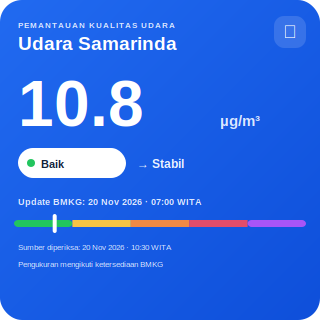 PEMANTAUAN KUALITAS UDARA
Udara Samarinda
10.8 µg/m³
Baik → Stabil
Update BMKG: 20 Nov 2026 · 07:00 WITA
Sumber diperiksa: 20 Nov 2026 · 10:30 WITA
Pengukuran mengikuti ketersediaan BMKG